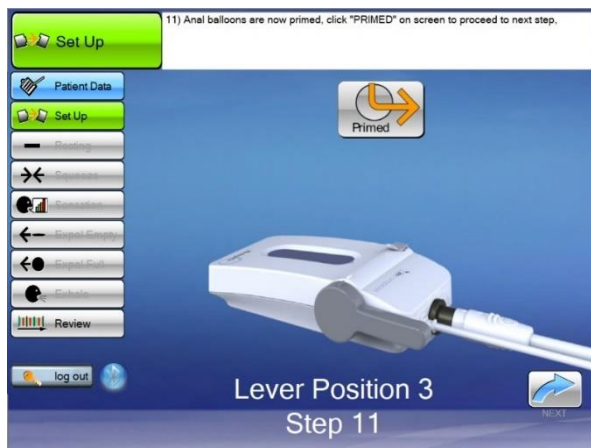 Set Up
11) Anal balloons are now primed, click "PRIMED" on screen to proceed to next step,
Patient Data
Set Up
Resting
Squeeze
Sensation
Expel Empty
Expel Full
Exhale
Review
log out
Primed
Lever Position 3
Step 11
NEXT